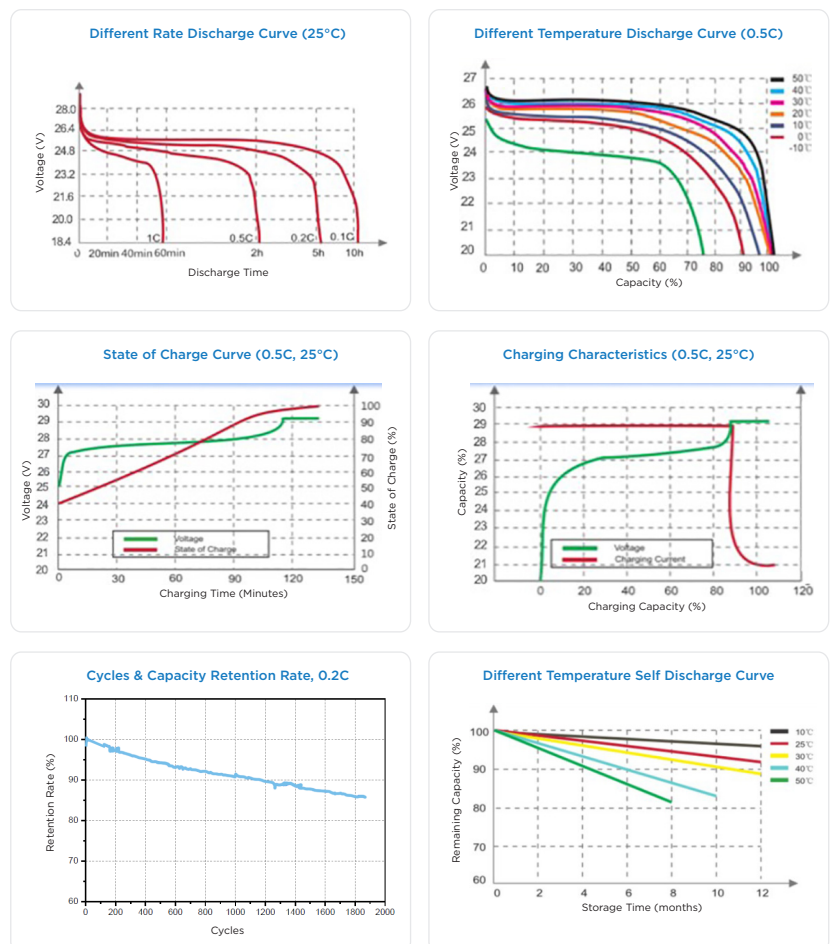 Different Rate Discharge Curve (25°C)
Voltage (V)
28.0
26.4
24.8
23.2
21.6
20.0
18.4
1C
0.5C
0.2C
0.1C
0 20min 40min 60min 2h 5h 10h
Discharge Time
Different Temperature Discharge Curve (0.5C)
Voltage (V)
27
26
25
24
23
22
21
20
50℃
40℃
30℃
20℃
10℃
0℃
-10℃
0 10 20 30 40 50 60 70 80 90 100
Capacity (%)
State of Charge Curve (0.5C, 25°C)
Voltage (V)
30
29
28
27
26
25
24
23
22
21
20
Voltage
State of Charge
100
90
80
70
60
50
40
30
20
10
0
State of Charge (%)
0 30 60 90 120 150
Charging Time (Minutes)
Charging Characteristics (0.5C, 25°C)
Capacity (%)
30
29
28
27
26
25
24
23
22
21
20
Voltage
Charging Current
0 20 40 60 80 100 120
Charging Capacity (%)
Cycles & Capacity Retention Rate, 0.2C
Retention Rate (%)
110
100
90
80
70
60
0 200 400 600 800 1000 1200 1400 1600 1800 2000
Cycles
Different Temperature Self Discharge Curve
Remaining Capacity (%)
100
90
80
70
60
10℃
25℃
30℃
40℃
50℃
0 2 4 6 8 10 12
Storage Time (months)